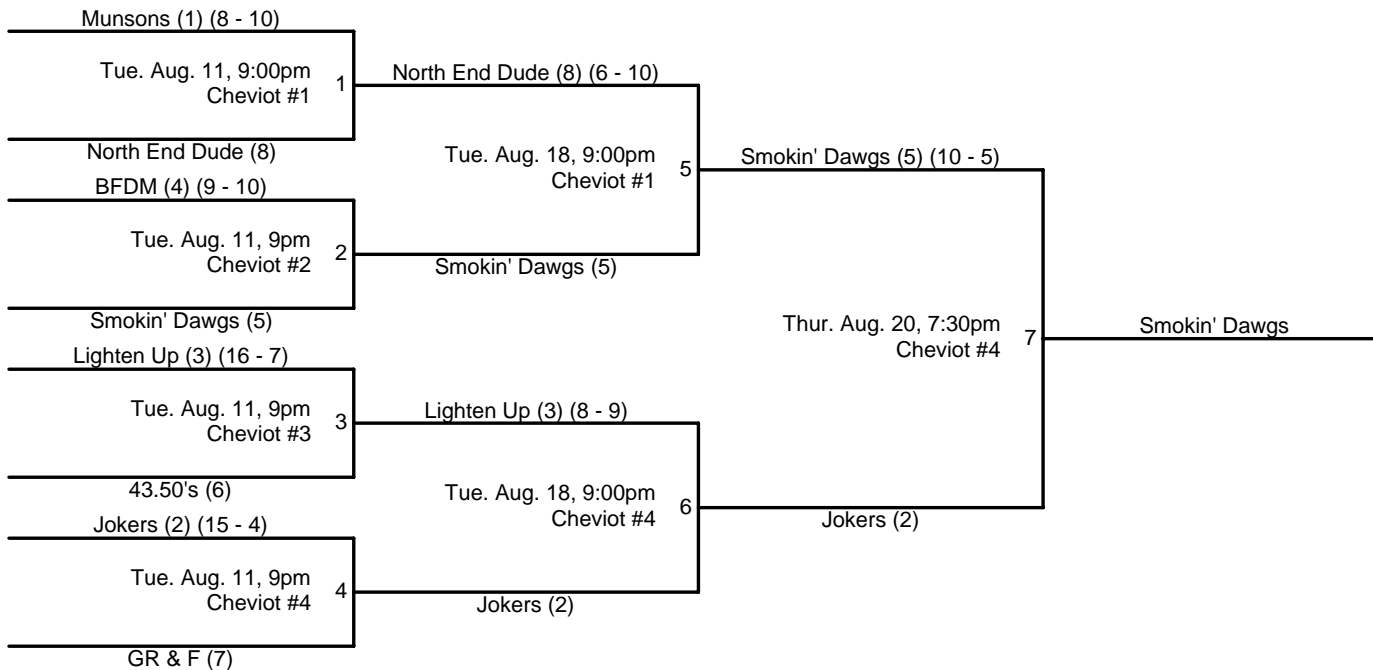 Munsons (1) (8 - 10)
Tue. Aug. 11, 9:00pm
Cheviot #1
1
North End Dude (8)
BFDM (4) (9 - 10)
Tue. Aug. 11, 9pm
Cheviot #2
2
Smokin' Dawgs (5)
Lighten Up (3) (16 - 7)
Tue. Aug. 11, 9pm
Cheviot #3
3
43.50's (6)
Jokers (2) (15 - 4)
Tue. Aug. 11, 9pm
Cheviot #4
4
GR & F (7)
North End Dude (8) (6 - 10)
Tue. Aug. 18, 9:00pm
Cheviot #1
5
Smokin' Dawgs (5)
Lighten Up (3) (8 - 9)
Tue. Aug. 18, 9:00pm
Cheviot #4
6
Jokers (2)
Smokin' Dawgs (5) (10 - 5)
Thur. Aug. 20, 7:30pm
Cheviot #4
7
Jokers (2)
Smokin' Dawgs